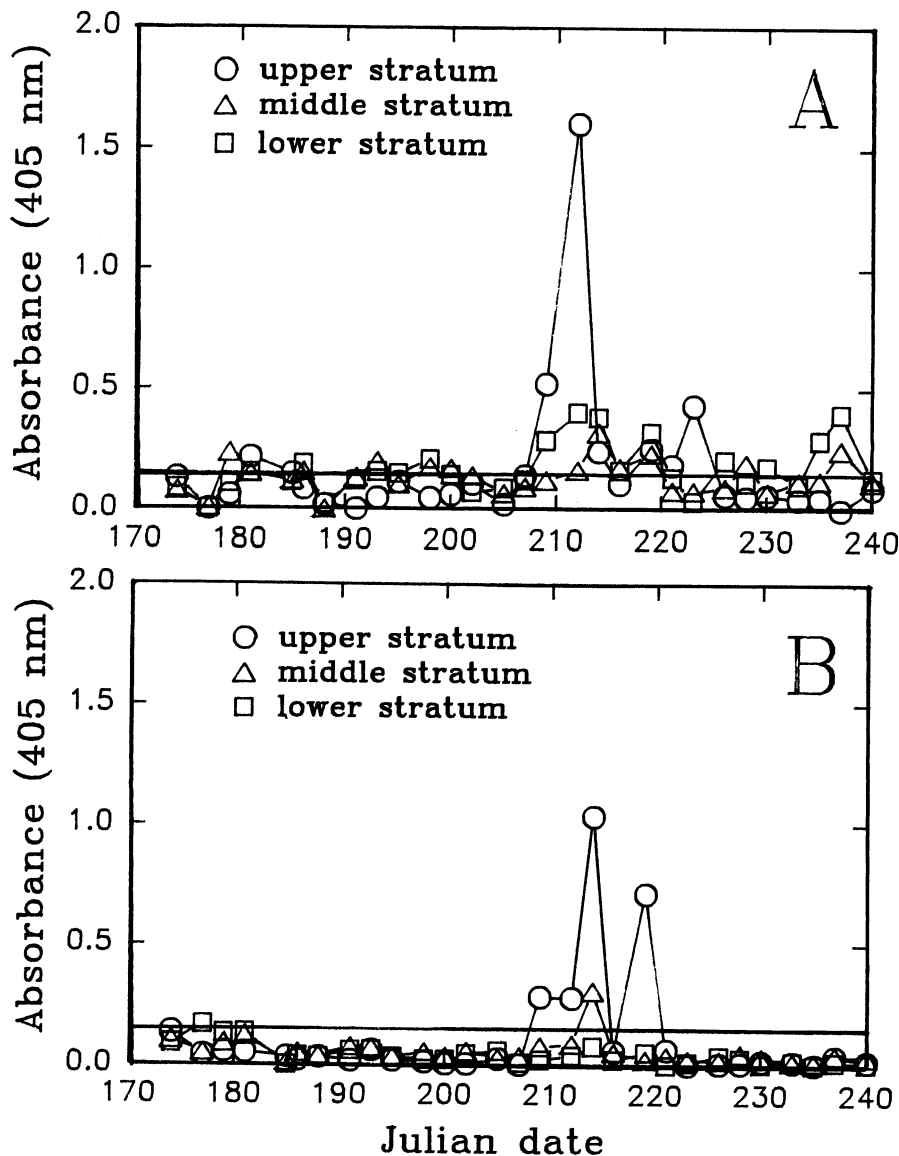 2.0
A
○ upper stratum
△ middle stratum
□ lower stratum
1.5
1.0
0.5
0.0
Absorbance (405 nm)
170 180 190 200 210 220 230 240
2.0
B
○ upper stratum
△ middle stratum
□ lower stratum
1.5
1.0
0.5
0.0
Absorbance (405 nm)
170 180 190 200 210 220 230 240
Julian date